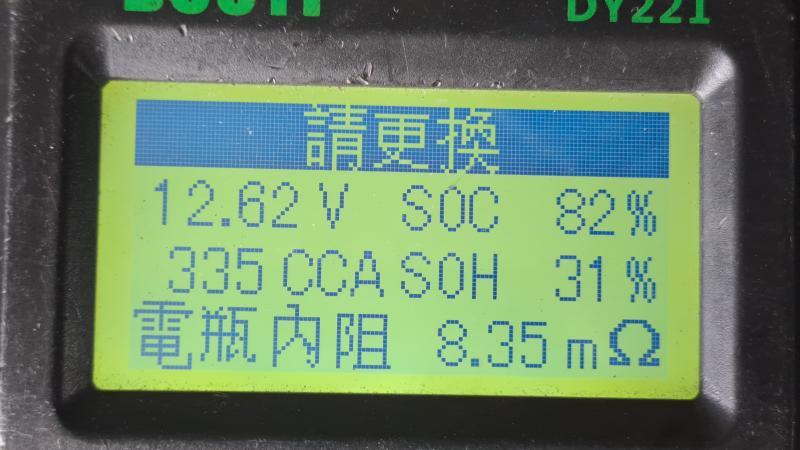 DY221
請更換
12.62 V SOC 82%
335 CCA SOH 31%
電瓶內阻 8.35 mΩ